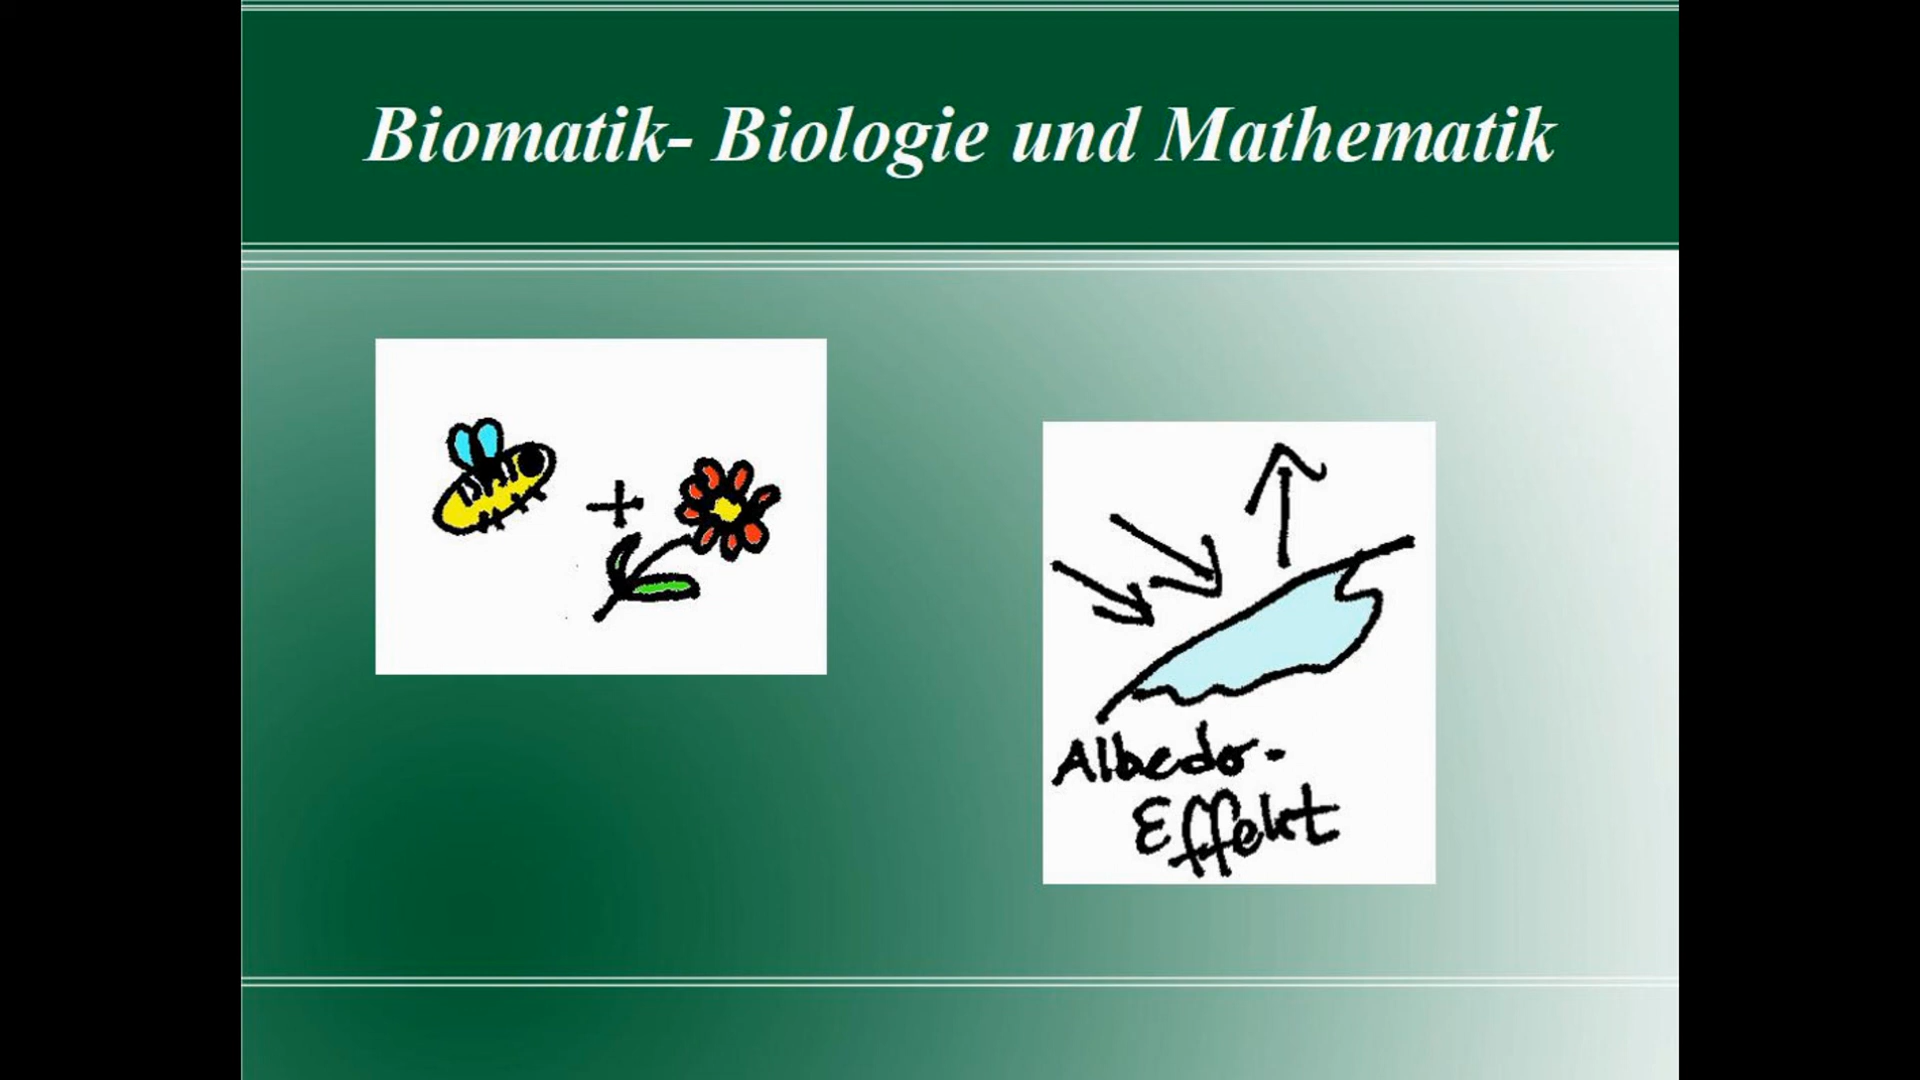 Biomatik- Biologie und Mathematik
+
Albedo-
Effekt